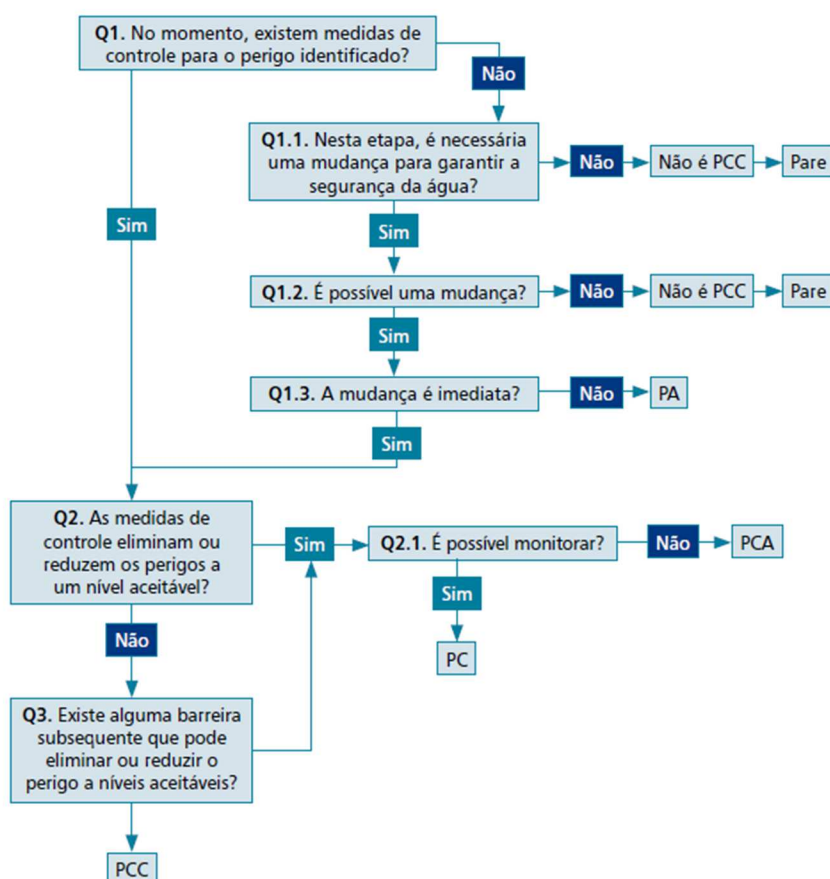 Q1. No momento, existem medidas de
controle para o perigo identificado?
Não
Q1.1. Nesta etapa, é necessária
uma mudança para garantir a
segurança da água?
Não
Não é PCC
Pare
Sim
Sim
Q1.2. É possível uma mudança?
Não
Não é PCC
Pare
Sim
Q1.3. A mudança é imediata?
Não
PA
Sim
Q2. As medidas de
controle eliminam ou
reduzem os perigos a
um nível aceitável?
Sim
Q2.1. É possível monitorar?
Não
PCA
Sim
PC
Não
Q3. Existe alguma barreira
subsequente que pode
eliminar ou reduzir o
perigo a níveis aceitáveis?
PCC